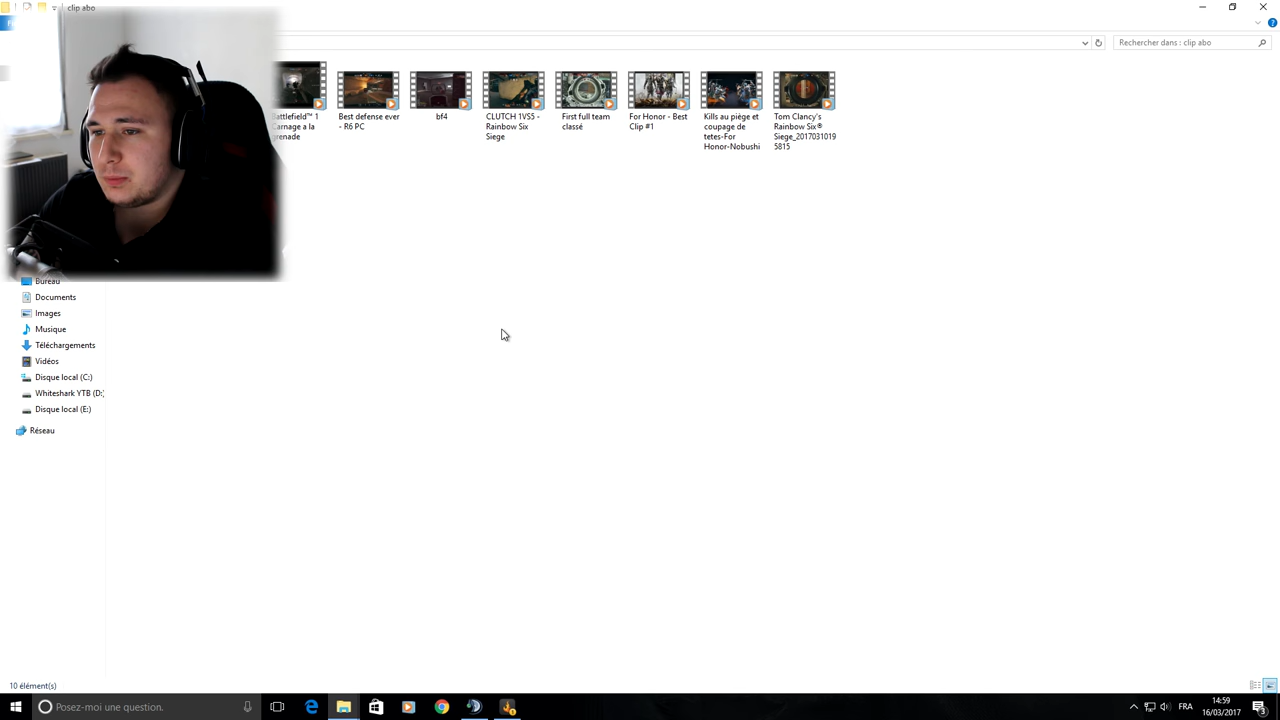 clip abo
Rechercher dans : clip abo
Battlefield™ 1
Carnage a la
grenade
Best defense ever
- R6 PC
bf4
CLUTCH 1VS5 -
Rainbow Six
Siege
First full team
classé
For Honor - Best
Clip #1
Kills au piège et
coupage de
tetes-For
Honor-Nobushi
Tom Clancy's
Rainbow Six®
Siege_2017031019
5815
Bureau
Documents
Images
Musique
Téléchargements
Vidéos
Disque local (C:)
Whiteshark YTB (D:)
Disque local (E:)
Réseau
10 élément(s)
Posez-moi une question.
FRA
14:59
16/03/2017
3